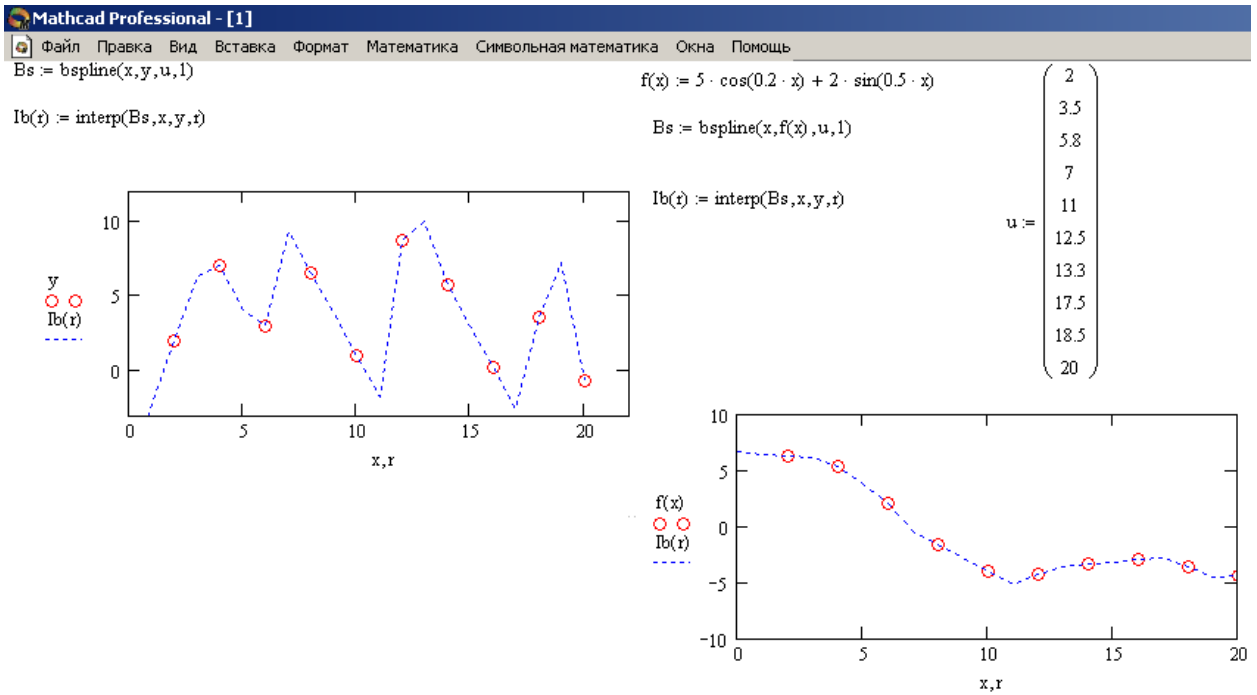 Mathcad Professional - [1]
Файл Правка Вид Вставка Формат Математика Символьная математика Окна Помощь
Bs := bspline(x,y,u,1)
Ib(r) := interp(Bs,x,y,r)
10
5
0
y
Ib(r)
0 5 10 15 20
x,r
f(x) := 5 · cos(0.2 · x) + 2 · sin(0.5 · x)
Bs := bspline(x,f(x),u,1)
Ib(r) := interp(Bs,x,y,r)
u :=
2
3.5
5.8
7
11
12.5
13.3
17.5
18.5
20
10
5
0
−5
−10
f(x)
Ib(r)
0 5 10 15 20
x,r